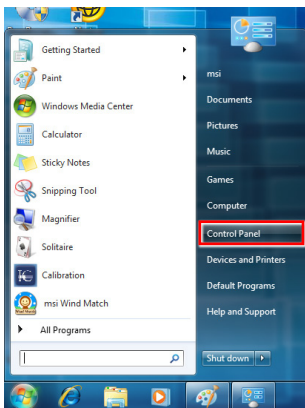 Getting Started
Paint
Windows Media Center
Calculator
Sticky Notes
Snipping Tool
Magnifier
Solitaire
Calibration
msi Wind Match
All Programs
msi
Documents
Pictures
Music
Games
Computer
Control Panel
Devices and Printers
Default Programs
Help and Support
Shut down